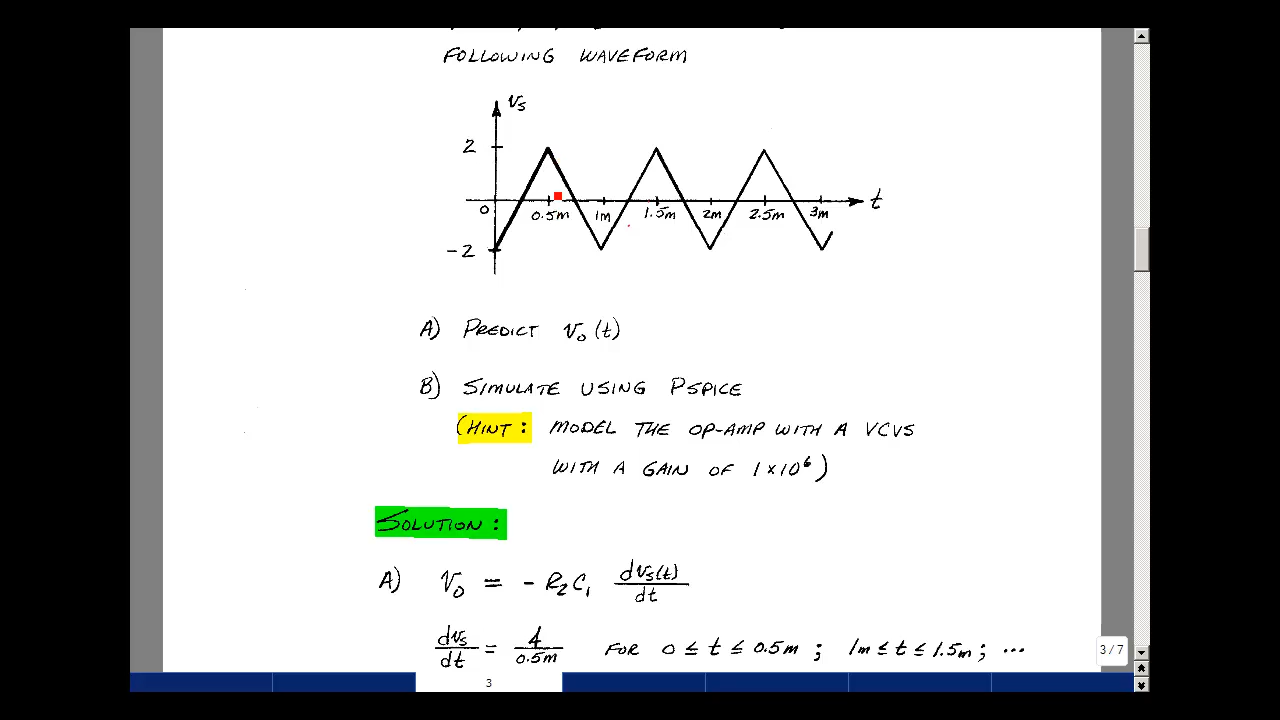 FOLLOWING WAVEFORM
vs
2
0
0.5m 1m 1.5m 2m 2.5m 3m
t
-2
A) PREDICT vo(t)
B) SIMULATE USING PSPICE
(HINT: MODEL THE OP-AMP WITH A VCVS
WITH A GAIN OF 1×10⁶)
SOLUTION:
A) Vo = - R₂C₁ dvs(t)/dt
dvs/dt = 4/0.5m FOR 0 ≤ t ≤ 0.5m ; 1m ≤ t ≤ 1.5m ; ...
3 / 7
3